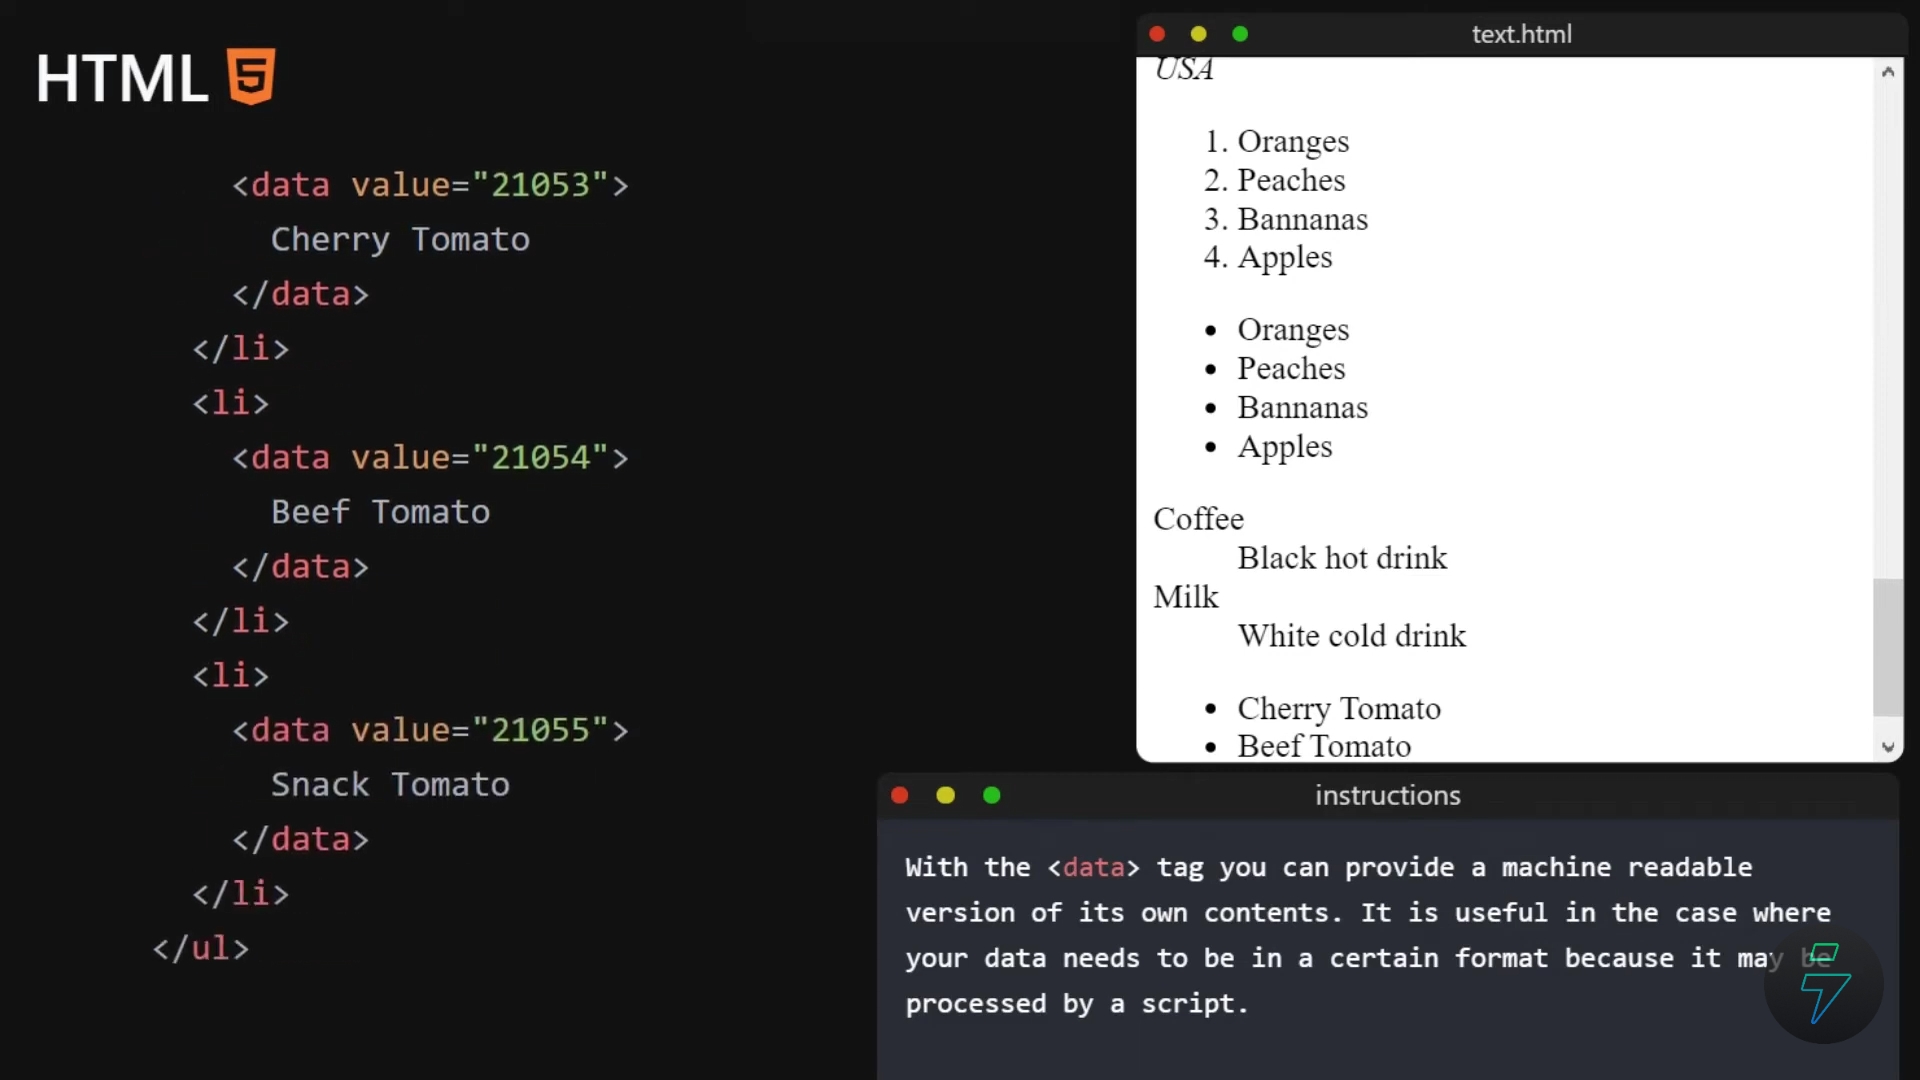 HTML 5
<data value="21053">
Cherry Tomato
</data>
</li>
<li>
<data value="21054">
Beef Tomato
</data>
</li>
<li>
<data value="21055">
Snack Tomato
</data>
</li>
</ul>
text.html
USA
1. Oranges
2. Peaches
3. Bannanas
4. Apples
• Oranges
• Peaches
• Bannanas
• Apples
Coffee
Black hot drink
Milk
White cold drink
• Cherry Tomato
• Beef Tomato
instructions
With the <data> tag you can provide a machine readable
version of its own contents. It is useful in the case where
your data needs to be in a certain format because it may be
processed by a script.